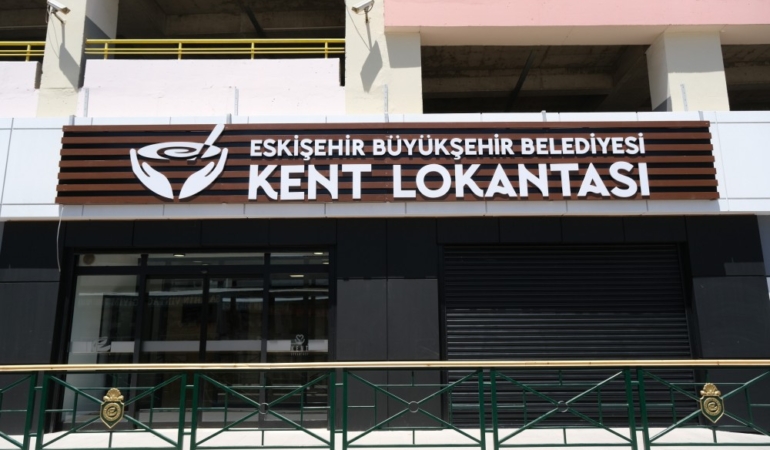 ESKİŞEHİR BÜYÜKŞEHİR BELEDİYESİ
KENT LOKANTASI